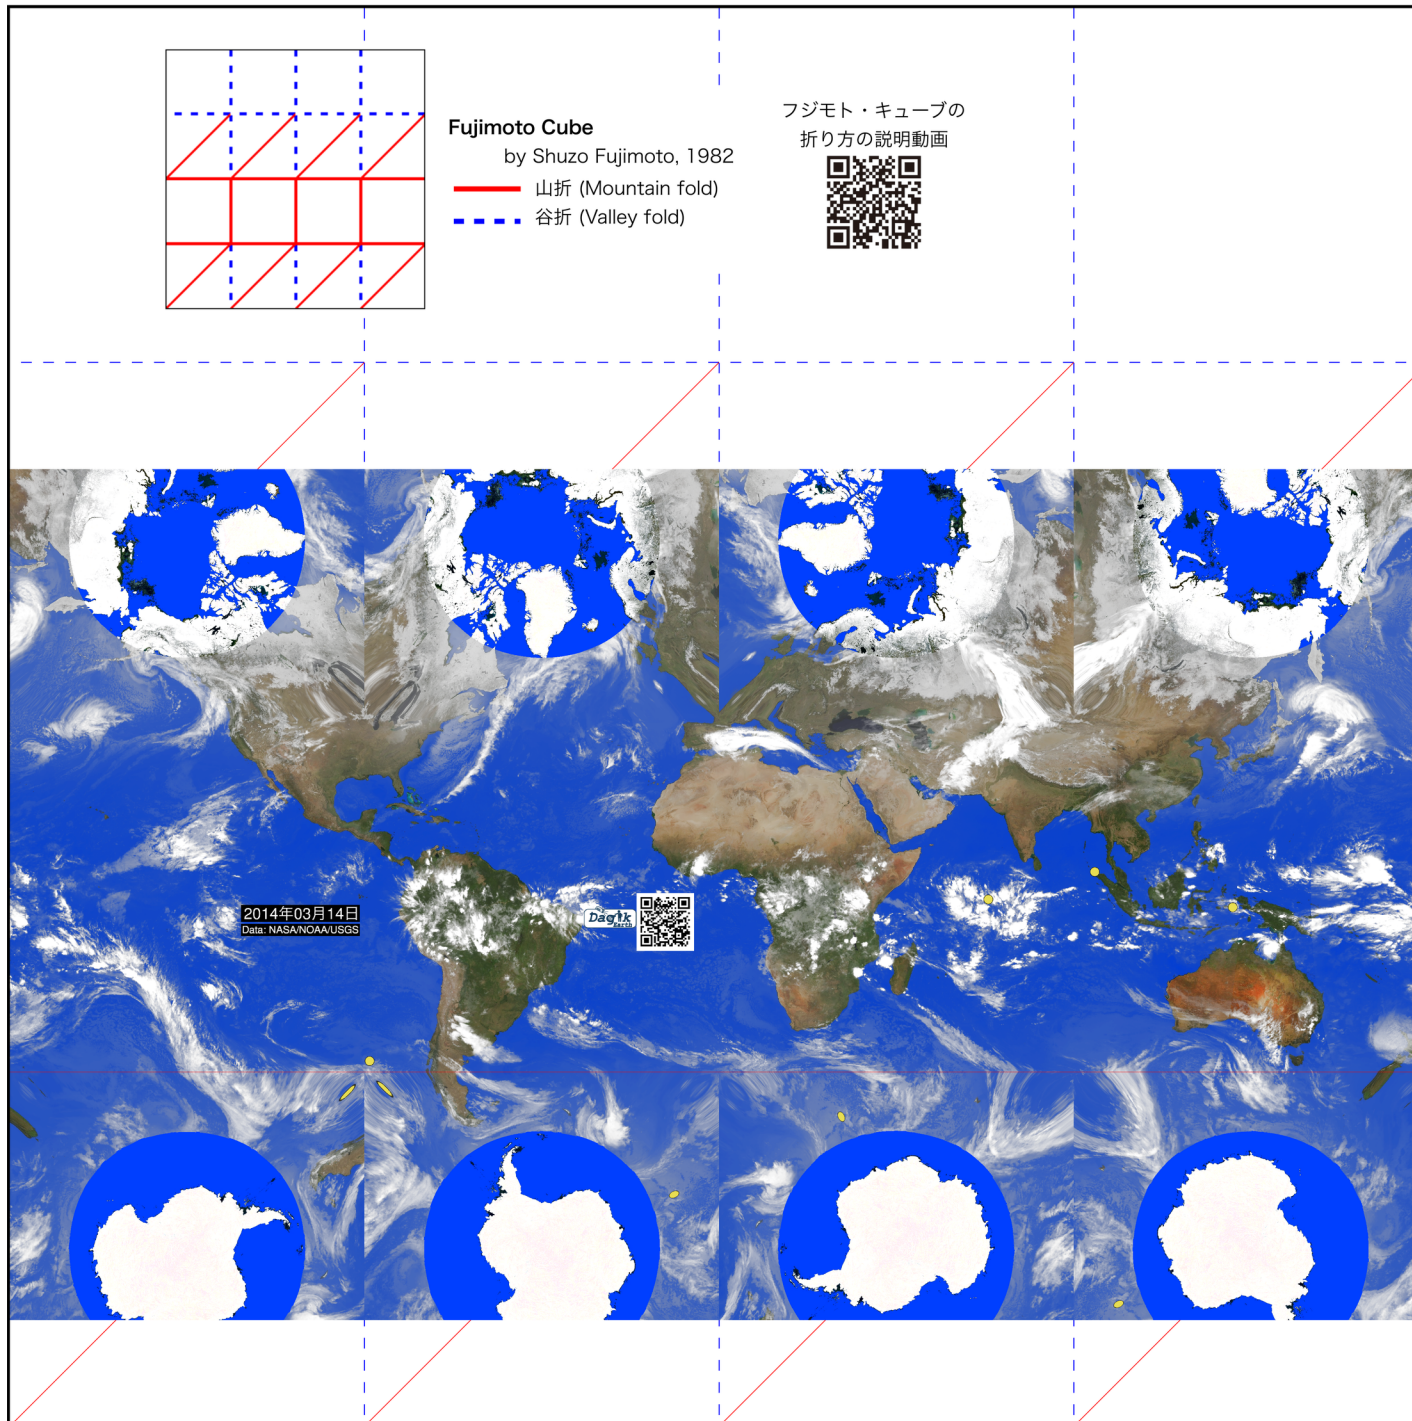 Fujimoto Cube
by Shuzo Fujimoto, 1982
山折 (Mountain fold)
谷折 (Valley fold)
フジモト・キューブの
折り方の説明動画
2014年03月14日
Data: NASA/NOAA/USGS
Dagik
Earth